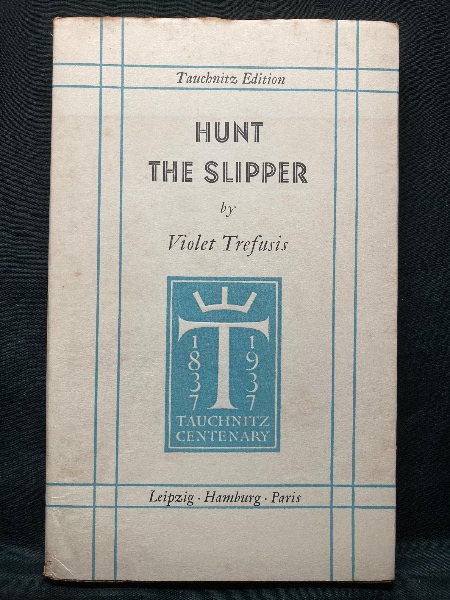 Tauchnitz Edition
HUNT
THE SLIPPER
by
Violet Trefusis
T
1837 1937
TAUCHNITZ
CENTENARY
Leipzig · Hamburg · Paris